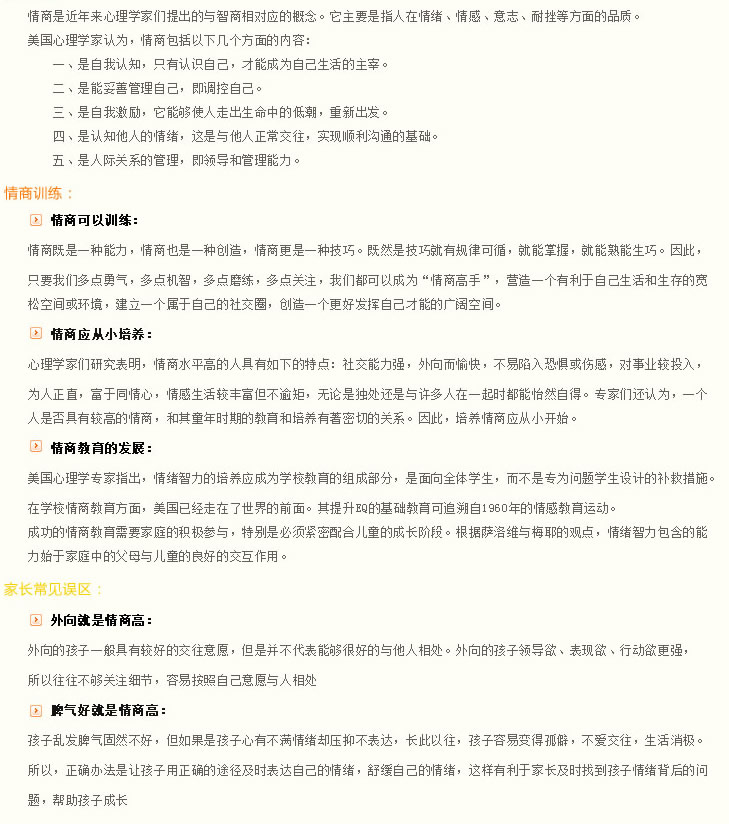 情商是近年来心理学家们提出的与智商相对应的概念。它主要是指人在情绪、情感、意志、耐挫等方面的品质。
美国心理学家认为，情商包括以下几个方面的内容：
一、是自我认知，只有认识自己，才能成为自己生活的主宰。
二、是能妥善管理自己，即调控自己。
三、是自我激励，它能够使人走出生命中的低潮，重新出发。
四、是认知他人的情绪，这是与他人正常交往，实现顺利沟通的基础。
五、是人际关系的管理，即领导和管理能力。
情商训练：
情商可以训练：
情商既是一种能力，情商也是一种创造，情商更是一种技巧。既然是技巧就有规律可循，就能掌握，就能熟能生巧。因此，
只要我们多点勇气，多点机智，多点磨练，多点关注，我们都可以成为“情商高手”，营造一个有利于自己生活和生存的宽
松空间或环境，建立一个属于自己的社交圈，创造一个更好发挥自己才能的广阔空间。
情商应从小培养：
心理学家们研究表明，情商水平高的人具有如下的特点：社交能力强，外向而愉快，不易陷入恐惧或伤感，对事业较投入，
为人正直，富于同情心，情感生活较丰富但不逾矩，无论是独处还是与许多人在一起时都能怡然自得。专家们还认为，一个
人是否具有较高的情商，和其童年时期的教育和培养有著密切的关系。因此，培养情商应从小开始。
情商教育的发展：
美国心理学专家指出，情绪智力的培养应成为学校教育的组成部分，是面向全体学生，而不是专为问题学生设计的补救措施。
在学校情商教育方面，美国已经走在了世界的前面。其提升EQ的基础教育可追溯自1960年的情感教育运动。
成功的情商教育需要家庭的积极参与，特别是必须紧密配合儿童的成长阶段。根据萨洛维与梅耶的观点，情绪智力包含的能
力始于家庭中的父母与儿童的良好的交互作用。
家长常见误区：
外向就是情商高：
外向的孩子一般具有较好的交往意愿，但是并不代表能够很好的与他人相处。外向的孩子领导欲、表现欲、行动欲更强，
所以往往不够关注细节，容易按照自己意愿与人相处
脾气好就是情商高：
孩子乱发脾气固然不好，但如果是孩子心有不满情绪却压抑不表达，长此以往，孩子容易变得孤僻，不爱交往，生活消极。
所以，正确办法是让孩子用正确的途径及时表达自己的情绪，舒缓自己的情绪，这样有利于家长及时找到孩子情绪背后的问
题，帮助孩子成长